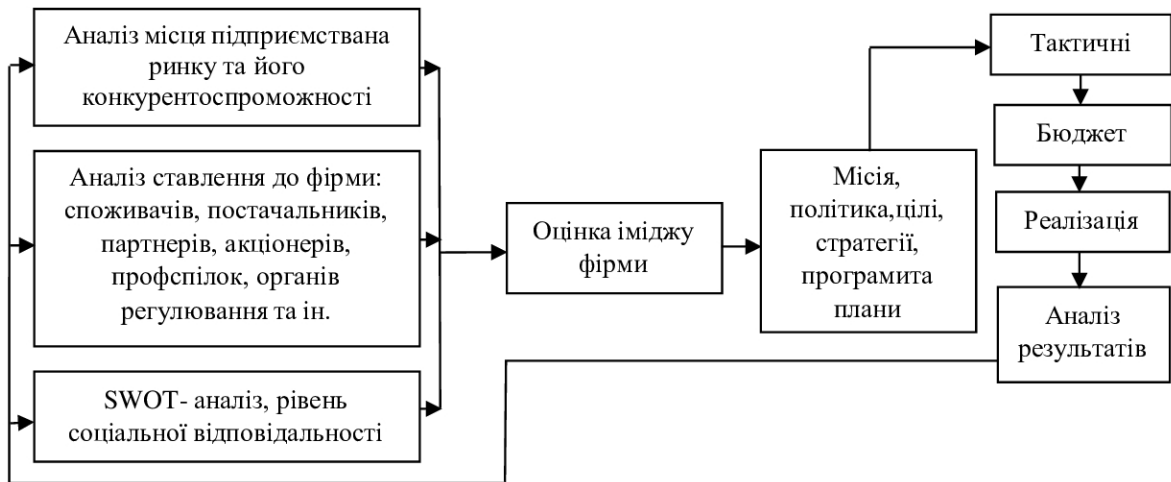 Аналіз місця підприємствана
ринку та його
конкурентоспроможності
Аналіз ставлення до фірми:
споживачів, постачальників,
партнерів, акціонерів,
профспілок, органів
регулювання та ін.
SWOT- аналіз, рівень
соціальної відповідальності
Оцінка іміджу
фірми
Місія,
політика,цілі,
стратегії,
програмита
плани
Тактичні
Бюджет
Реалізація
Аналіз
результатів